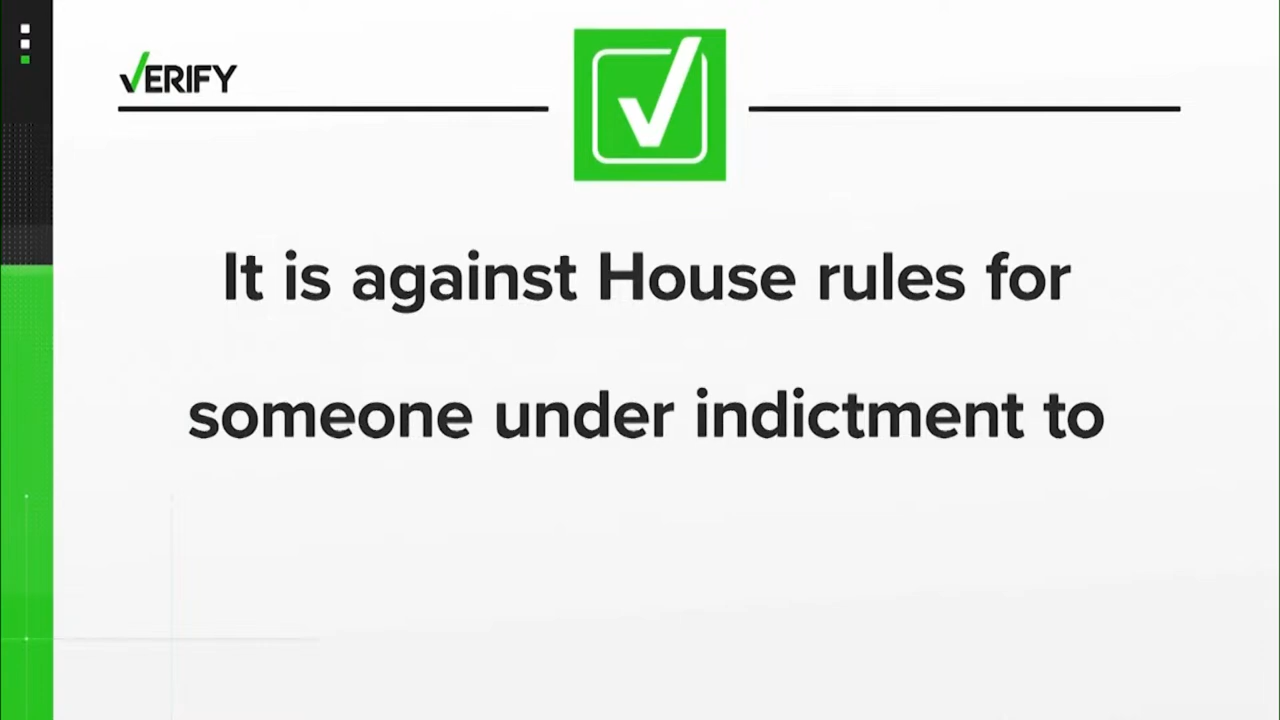 VERIFY
It is against House rules for
someone under indictment to